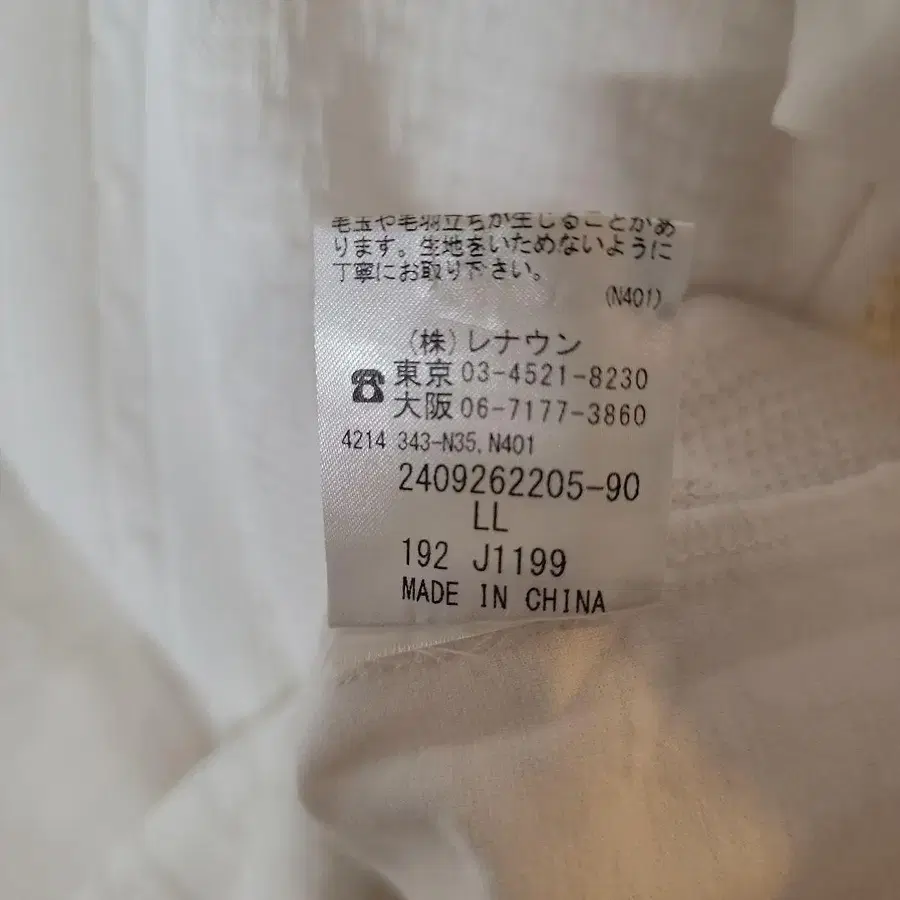 毛玉や毛羽立ちが生じることがあ
ります。生地をいためないように
丁寧にお取り下さい。
(N401)
(株)レナウン
☎東京 03-4521-8230
大阪 06-7177-3860
4214 343-N35,N401
2409262205-90
LL
192 J1199
MADE IN CHINA